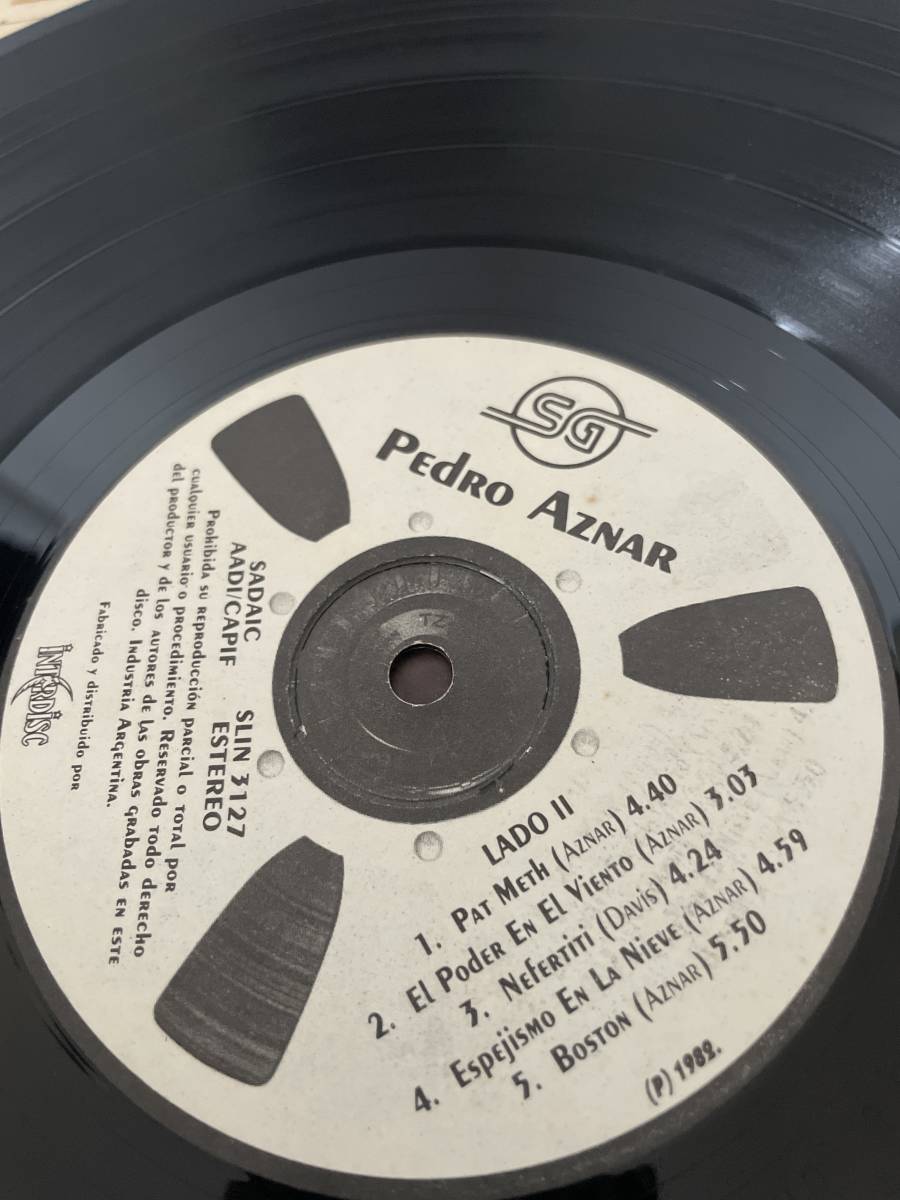 SG
Pedro Aznar
SADAIC
AADI/CAPIF
SLIN 3127
ESTEREO
Prohibida su reproducción parcial o total por
cualquier usuario o procedimiento. Reservado todo derecho
del productor y de los autores de las obras grabadas en este
disco. Industria Argentina.
Fabricado y distribuido por
INTERDISC
TZ
LADO II
1. Pat Meth (Aznar) 4.40
2. El Poder En El Viento (Aznar) 3.03
3. Nefertiti (Davis) 4.24
4. Espejismo En La Nieve (Aznar) 4.59
5. Boston (Aznar) 5.50
(P) 1982.